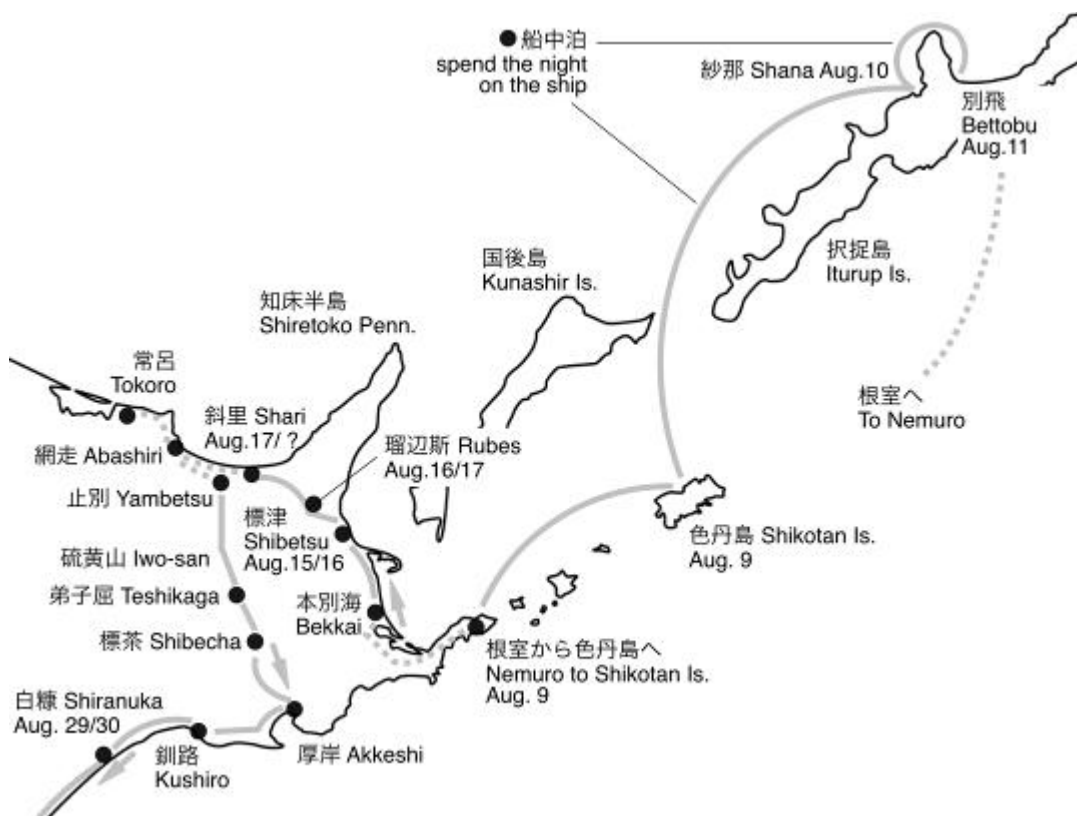 ● 船中泊
spend the night
on the ship
紗那 Shana Aug.10
別飛
Bettobu
Aug.11
択捉島
Iturup Is.
国後島
Kunashir Is.
知床半島
Shiretoko Penn.
根室へ
To Nemuro
常呂
Tokoro
斜里 Shari
Aug.17/ ?
瑠辺斯 Rubes
Aug.16/17
網走 Abashiri
止別 Yambetsu
標津
Shibetsu
Aug.15/16
色丹島 Shikotan Is.
Aug. 9
硫黄山 Iwo-san
弟子屈 Teshikaga
本別海
Bekkai
標茶 Shibecha
根室から色丹島へ
Nemuro to Shikotan Is.
Aug. 9
白糠 Shiranuka
Aug. 29/30
釧路
Kushiro
厚岸 Akkeshi